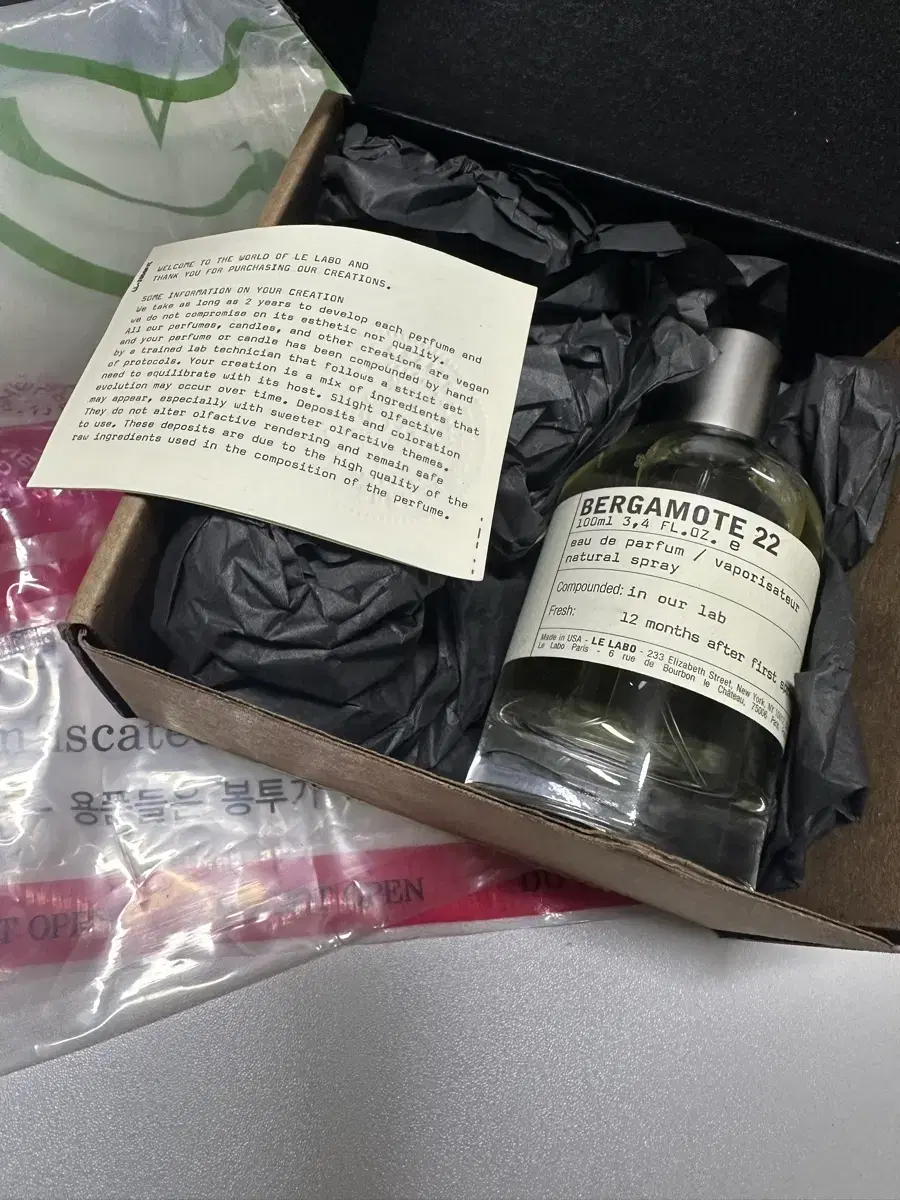 WELCOME TO THE WORLD OF LE LABO AND
THANK YOU FOR PURCHASING OUR CREATIONS.
SOME INFORMATION ON YOUR CREATION
We take as long as 2 years to develop each perfume and
we do not compromise on its esthetic nor quality.
All our perfumes, candles, and other creations are vegan
and your perfume or candle has been compounded by hand
by a trained lab technician that follows a strict set
of protocols. Your creation is a mix of ingredients that
need to equilibrate with its host. Slight olfactive
evolution may occur over time. Deposits and coloration
may appear, especially with sweeter olfactive themes.
They do not alter olfactive rendering and remain safe
to use. These deposits are due to the high quality of the
raw ingredients used in the composition of the perfume.
BERGAMOTE 22
100ml 3,4 FL.OZ. e
eau de parfum / vaporisateur
natural spray
Compounded: in our lab
Fresh: 12 months after first
Made in USA - LE LABO - 233 Elizabeth Street, New York, NY
Le Labo Paris - 6 rue de Bourbon le Château, 75006
용품들은 봉투가
OPEN
NOT OPEN